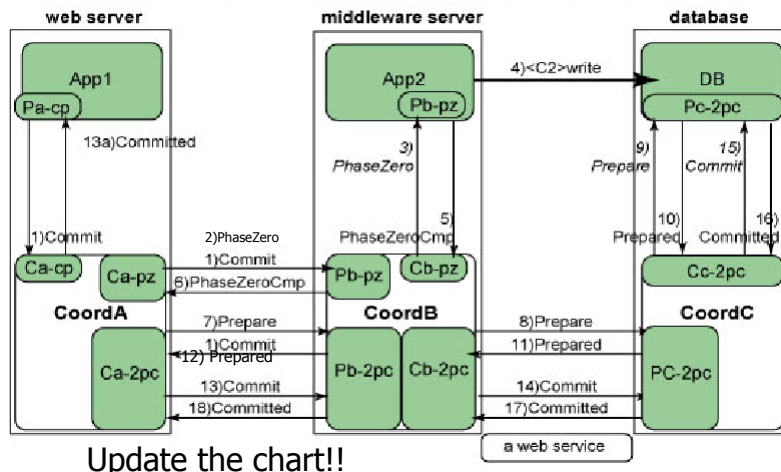 web server
middleware server
database
App1
Pa-cp
App2
Pb-pz
4)<C2>write
DB
Pc-2pc
13a)Committed
3)
PhaseZero
9)
Prepare
15)
Commit
1)Commit
5)
PhaseZeroCmp
10)
Prepared
16)
Committed
2)PhaseZero
1)Commit
6)PhaseZeroCmp
Ca-cp
Ca-pz
Pb-pz
Cb-pz
Cc-2pc
CoordA
CoordB
CoordC
7)Prepare
8)Prepare
1)Commit
12) Prepared
11)Prepared
Ca-2pc
Pb-2pc
Cb-2pc
PC-2pc
13)Commit
14)Commit
18)Committed
17)Committed
a web service
Update the chart!!